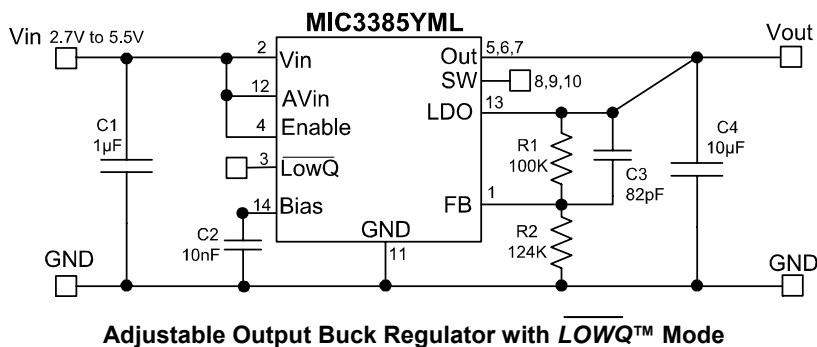 MIC3385YML
Vin 2.7V to 5.5V
2
Vin
Out
5,6,7
Vout
SW
8,9,10
12
AVin
LDO
13
4
Enable
C1
1µF
R1
100K
C3
82pF
C4
10µF
3
LowQ
14
Bias
FB
1
C2
10nF
GND
11
R2
124K
GND
GND
Adjustable Output Buck Regulator with LOWQ™ Mode